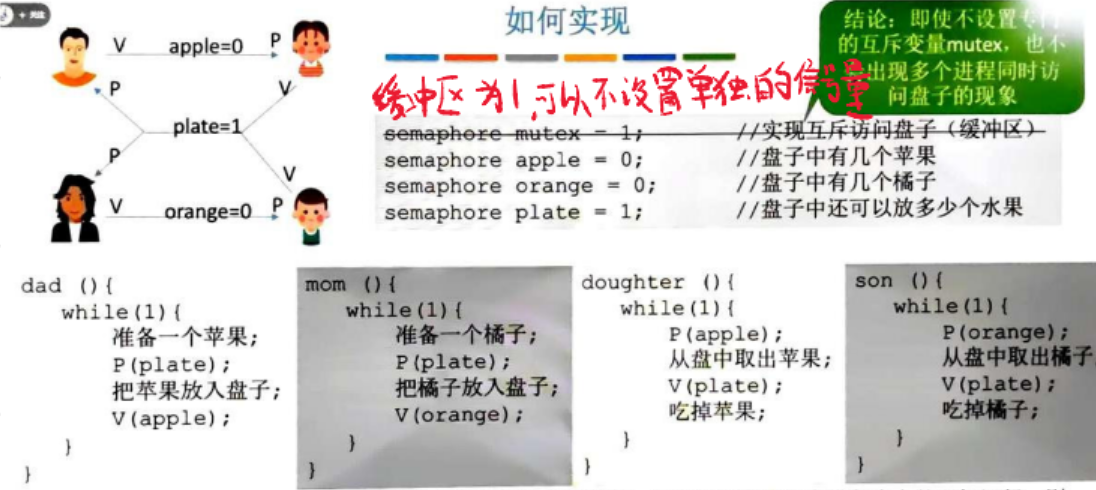 如何实现
结论：即使不设置专门
的互斥变量mutex，也不
出现多个进程同时访
问盘子的现象
缓冲区为1可以不设置单独的信号量
V apple=0 P
P V
plate=1
P V
V orange=0 P
semaphore mutex = 1; //实现互斥访问盘子（缓冲区）
semaphore apple = 0; //盘子中有几个苹果
semaphore orange = 0; //盘子中有几个橘子
semaphore plate = 1; //盘子中还可以放多少个水果
dad (){
while(1){
准备一个苹果;
P(plate);
把苹果放入盘子;
V(apple);
}
}
mom (){
while(1){
准备一个橘子;
P(plate);
把橘子放入盘子;
V(orange);
}
}
doughter (){
while(1){
P(apple);
从盘中取出苹果;
V(plate);
吃掉苹果;
}
}
son (){
while(1){
P(orange);
从盘中取出橘子
V(plate);
吃掉橘子;
}
}